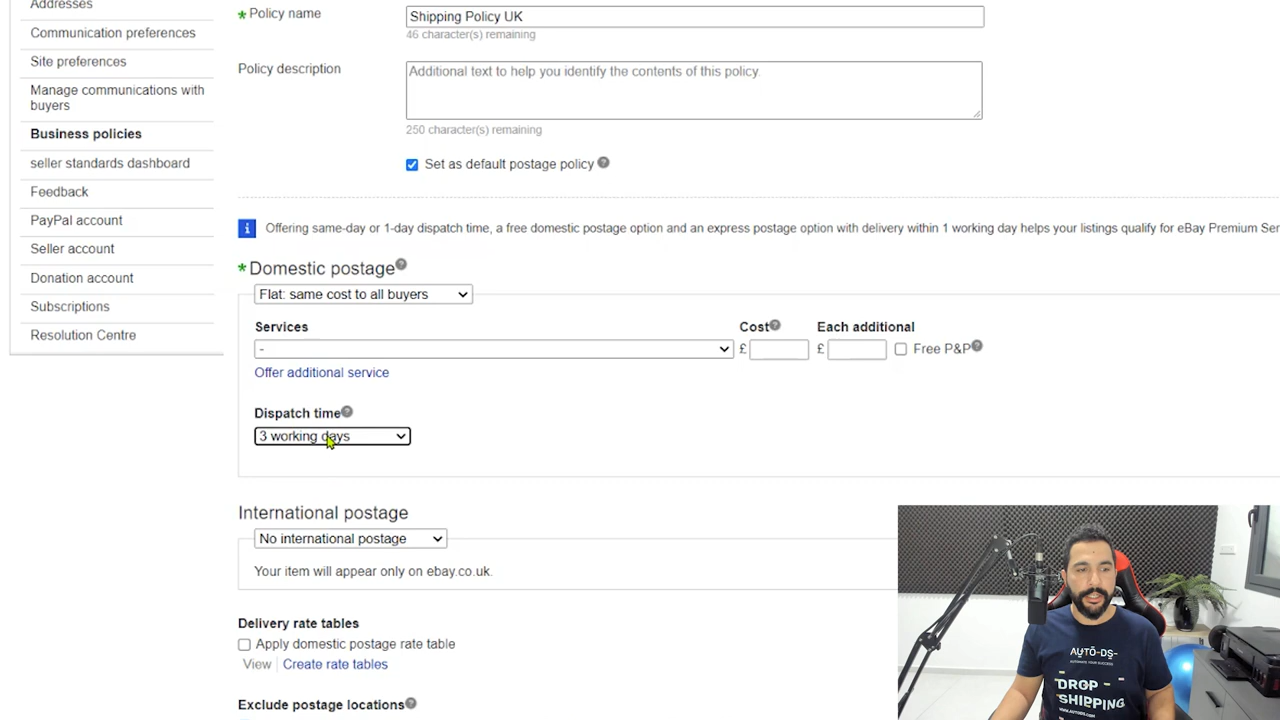 Addresses
Communication preferences
Site preferences
Manage communications with
buyers
Business policies
seller standards dashboard
Feedback
PayPal account
Seller account
Donation account
Subscriptions
Resolution Centre
* Policy name
Shipping Policy UK
46 character(s) remaining
Policy description
Additional text to help you identify the contents of this policy.
250 character(s) remaining
Set as default postage policy ?
i Offering same-day or 1-day dispatch time, a free domestic postage option and an express postage option with delivery within 1 working day helps your listings qualify for eBay Premium Ser
* Domestic postage ?
Flat: same cost to all buyers
Services Cost ? Each additional
- £ £ Free P&P ?
Offer additional service
Dispatch time ?
3 working days
International postage
No international postage
Your item will appear only on ebay.co.uk.
Delivery rate tables
Apply domestic postage rate table
View | Create rate tables
Exclude postage locations ?
AUTO-DS-
AUTOMATE YOUR SUCCESS
DROP
SHIPPING
WWW.AUTODS.COM